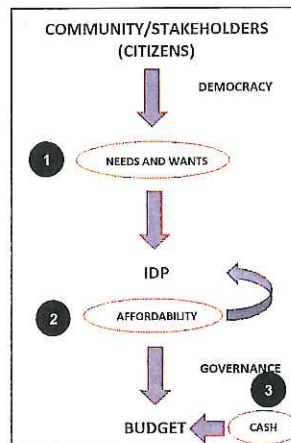 COMMUNITY/STAKEHOLDERS
(CITIZENS)
DEMOCRACY
1
NEEDS AND WANTS
IDP
2
AFFORDABILITY
GOVERNANCE
3
BUDGET
CASH